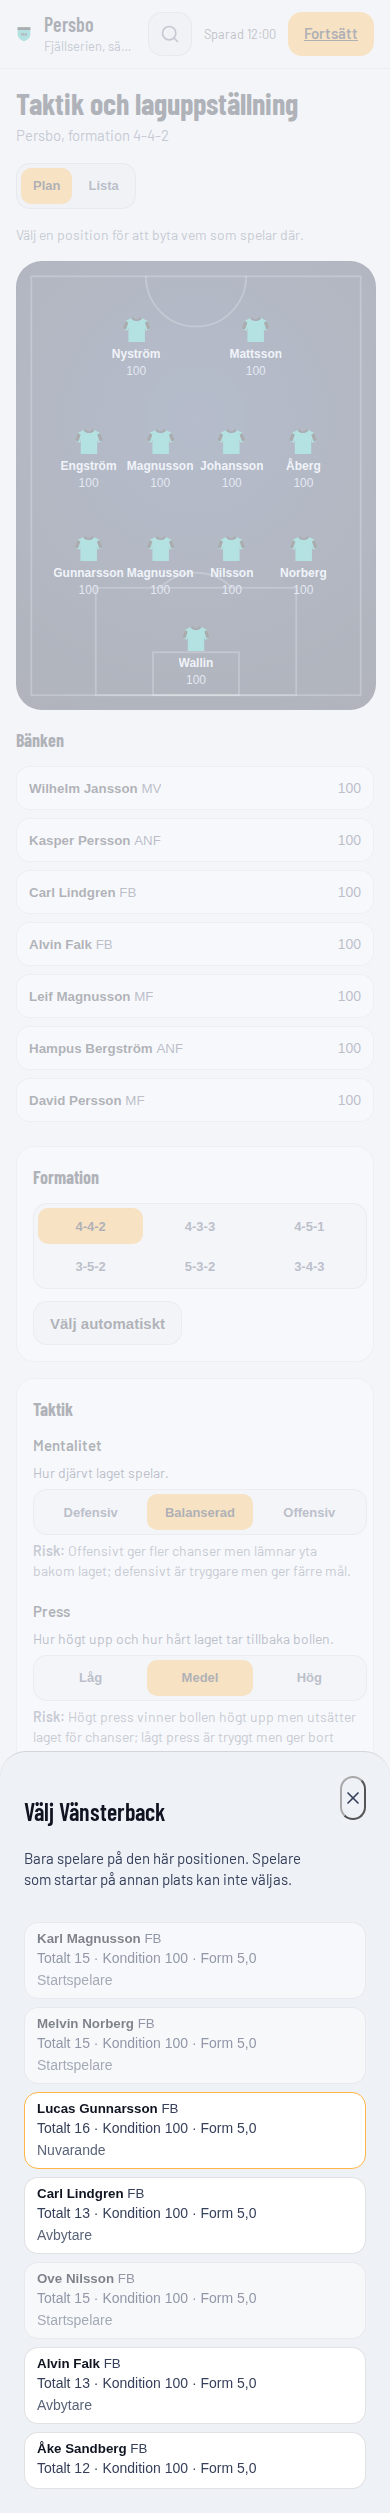 Persbo
Fjällserien, så...
Sparad 12:00
Fortsätt
Taktik och laguppställning
Persbo, formation 4-4-2
Plan
Lista
Välj en position för att byta vem som spelar där.
Nyström
Mattsson
100
100
Engström
Magnusson
Johansson
Åberg
100
100
100
100
Gunnarsson
Magnusson
Nilsson
Norberg
100
100
100
100
Wallin
100
Bänken
Wilhelm Jansson MV 100
Kasper Persson ANF 100
Carl Lindgren FB 100
Alvin Falk FB 100
Leif Magnusson MF 100
Hampus Bergström ANF 100
David Persson MF 100
Formation
4-4-2
4-3-3
4-5-1
3-5-2
5-3-2
3-4-3
Välj automatiskt
Taktik
Mentalitet
Hur djärvt laget spelar.
Defensiv
Balanserad
Offensiv
Risk: Offensivt ger fler chanser men lämnar yta
bakom laget; defensivt är tryggare men ger färre mål.
Press
Hur högt upp och hur hårt laget tar tillbaka bollen.
Låg
Medel
Hög
Risk: Högt press vinner bollen högt upp men utsätter
laget för chanser; lågt press är tryggt men ger bort
Välj Vänsterback
Bara spelare på den här positionen. Spelare
som startar på annan plats kan inte väljas.
Karl Magnusson FB
Totalt 15 · Kondition 100 · Form 5,0
Startspelare
Melvin Norberg FB
Totalt 15 · Kondition 100 · Form 5,0
Startspelare
Lucas Gunnarsson FB
Totalt 16 · Kondition 100 · Form 5,0
Nuvarande
Carl Lindgren FB
Totalt 13 · Kondition 100 · Form 5,0
Avbytare
Ove Nilsson FB
Totalt 15 · Kondition 100 · Form 5,0
Startspelare
Alvin Falk FB
Totalt 13 · Kondition 100 · Form 5,0
Avbytare
Åke Sandberg FB
Totalt 12 · Kondition 100 · Form 5,0